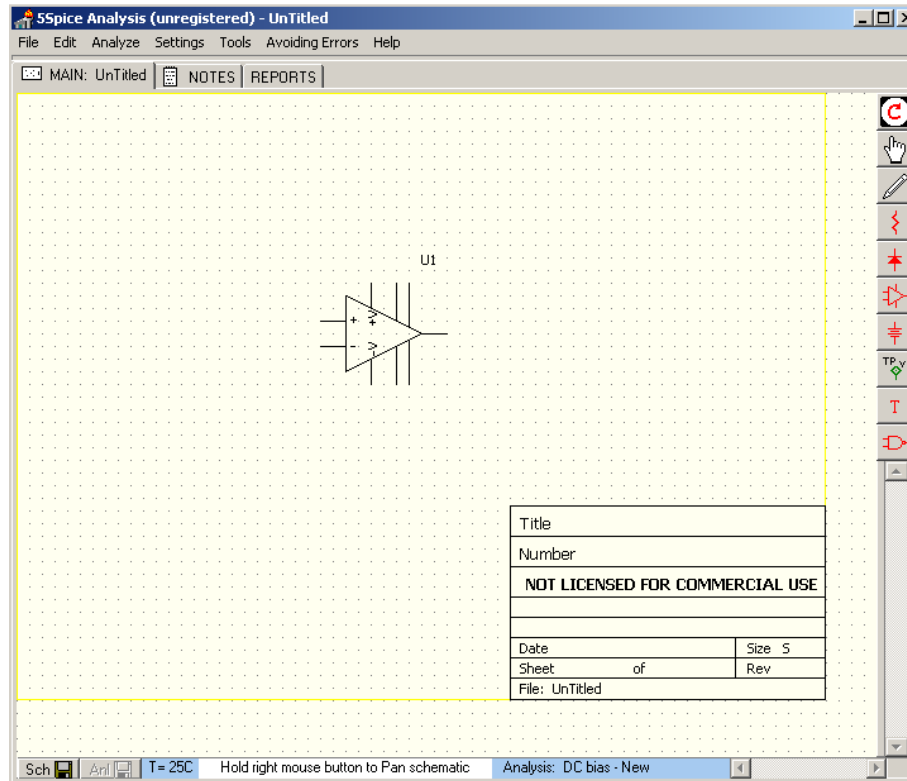 5Spice Analysis (unregistered) - UnTitled
File Edit Analyze Settings Tools Avoiding Errors Help
MAIN: UnTitled NOTES REPORTS
U1
+ > +
- > -
TP V
T
Title
Number
NOT LICENSED FOR COMMERCIAL USE
Date Size S
Sheet of Rev
File: UnTitled
Sch Anl T= 25C Hold right mouse button to Pan schematic Analysis: DC bias - New